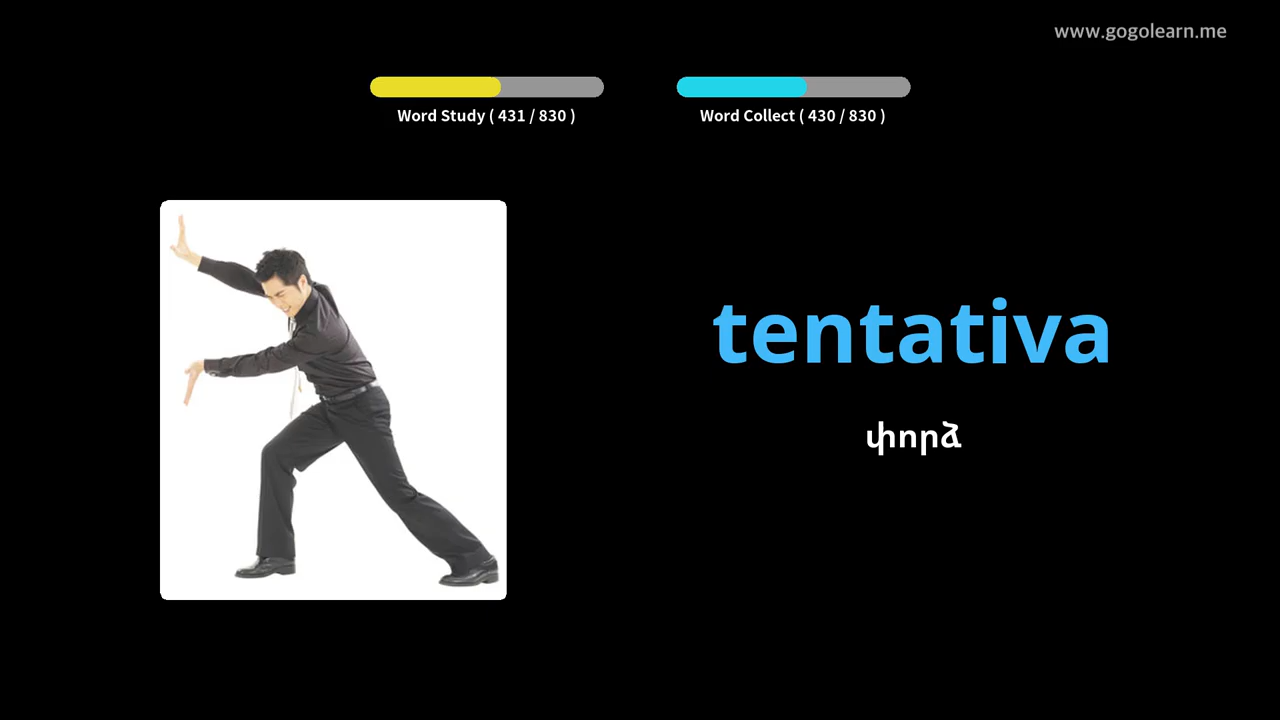 www.gogolearn.me
Word Study ( 431 / 830 )
Word Collect ( 430 / 830 )
tentativa
փորձ